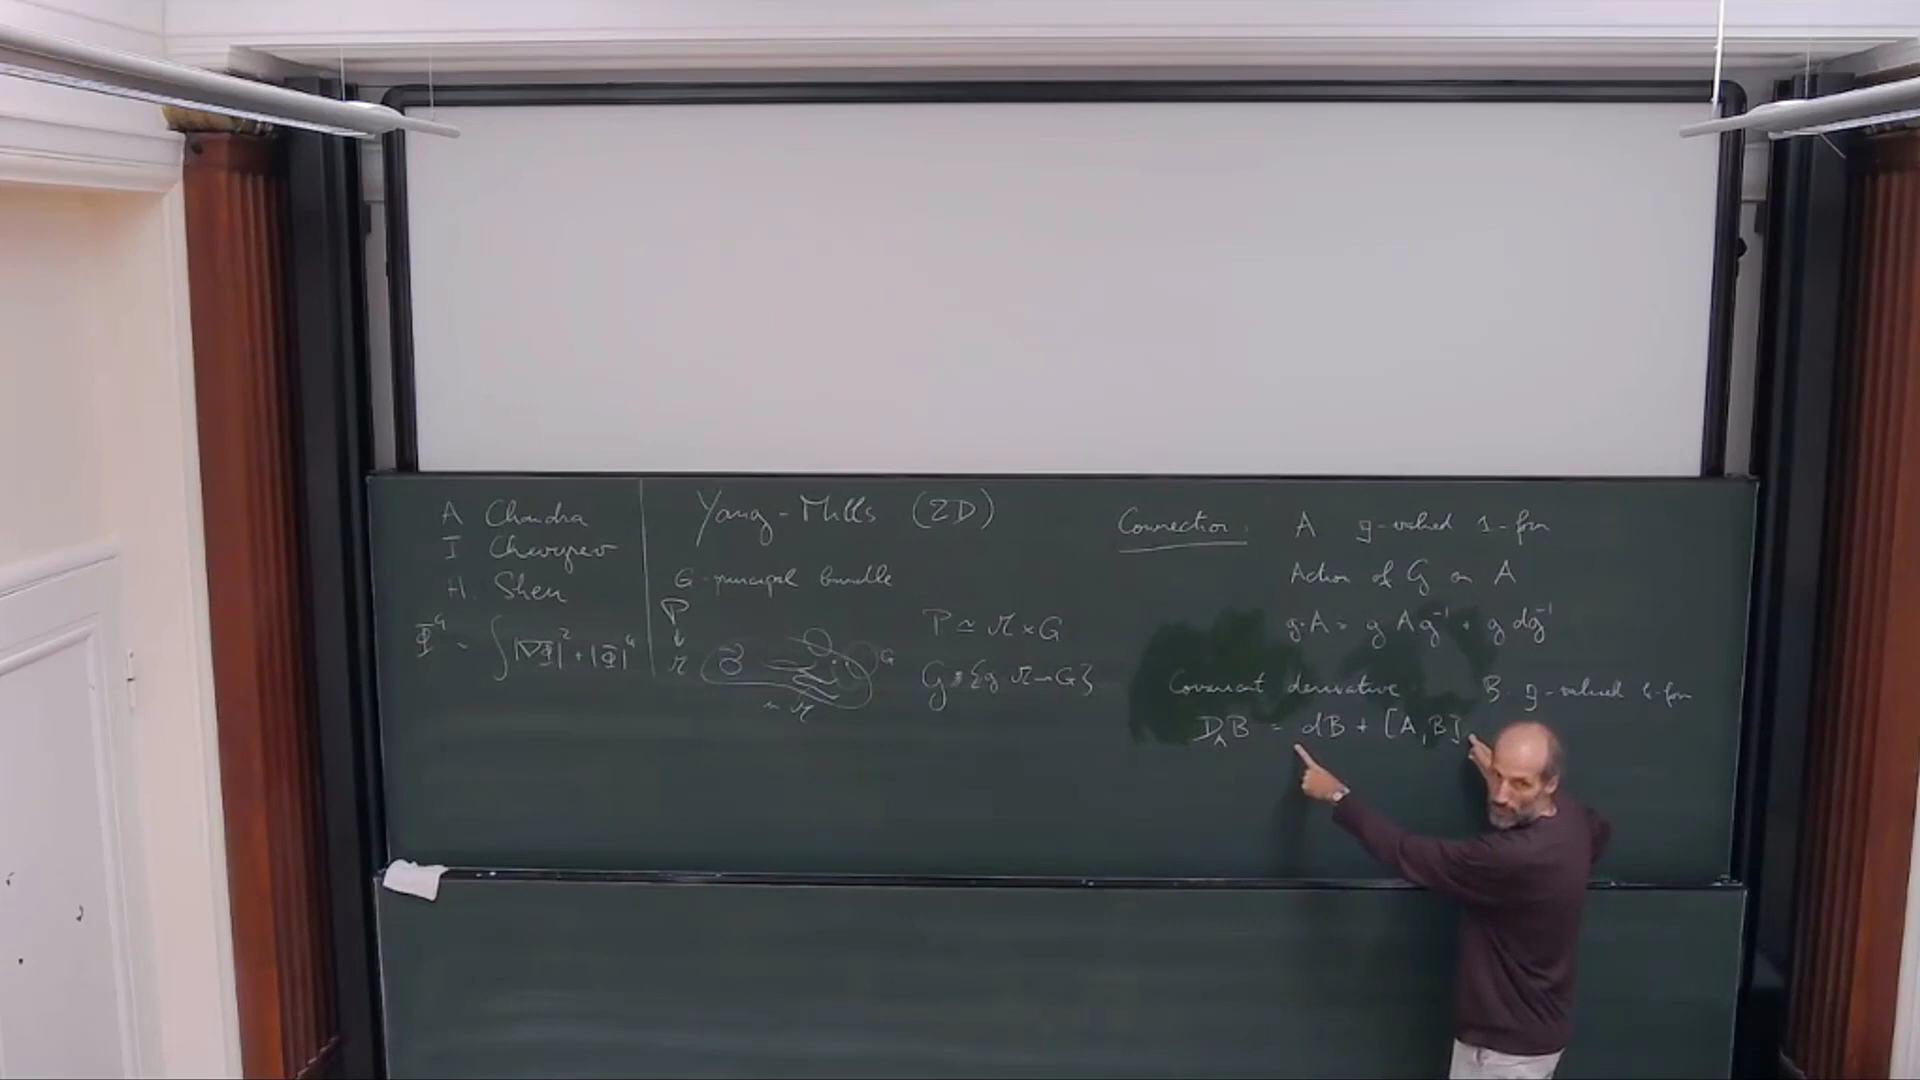 A Chandra
I Chevyrev
H. Shen
Φ⁴ ~ ∫|∇Φ|² + |Φ|⁴
Yang-Mills (2D)
G-principal bundle
P
↓
M
G
in M
P ≃ M×G
G = {g: M→G}
Connection: A g-valued 1-form
Action of G on A
g·A = g A g⁻¹ + g dg⁻¹
Covariant derivative B g-valued k-form
D_A B = dB + [A, B]